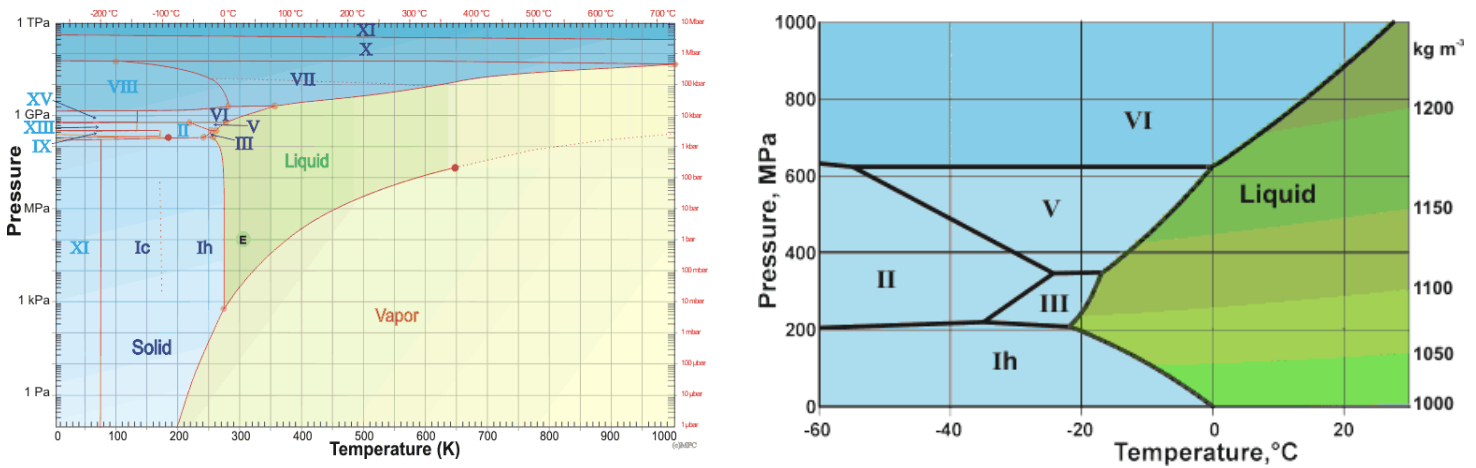 -200 °C -100 °C 0 °C 100 °C 200 °C 300 °C 400 °C 500 °C 600 °C 700 °C
1 TPa
10 Mbar
XI
X
1 Mbar
VIII
VII
100 kbar
XV
VI
1 GPa
10 kbar
XIII
II
V
IX
III
1 kbar
Liquid
100 bar
Pressure
MPa
10 bar
XI
Ic
Ih
E
1 bar
100 mbar
1 kPa
10 mbar
Vapor
Solid
1 mbar
100 µbar
1 Pa
10 µbar
1 µbar
0 100 200 300 400 500 600 700 800 900 1000
Temperature (K)
1000
kg m-3
800
1200
VI
600
Liquid
V
1150
Pressure, MPa
400
II
III
1100
200
Ih
1050
0
1000
-60 -40 -20 0 20
Temperature,°C